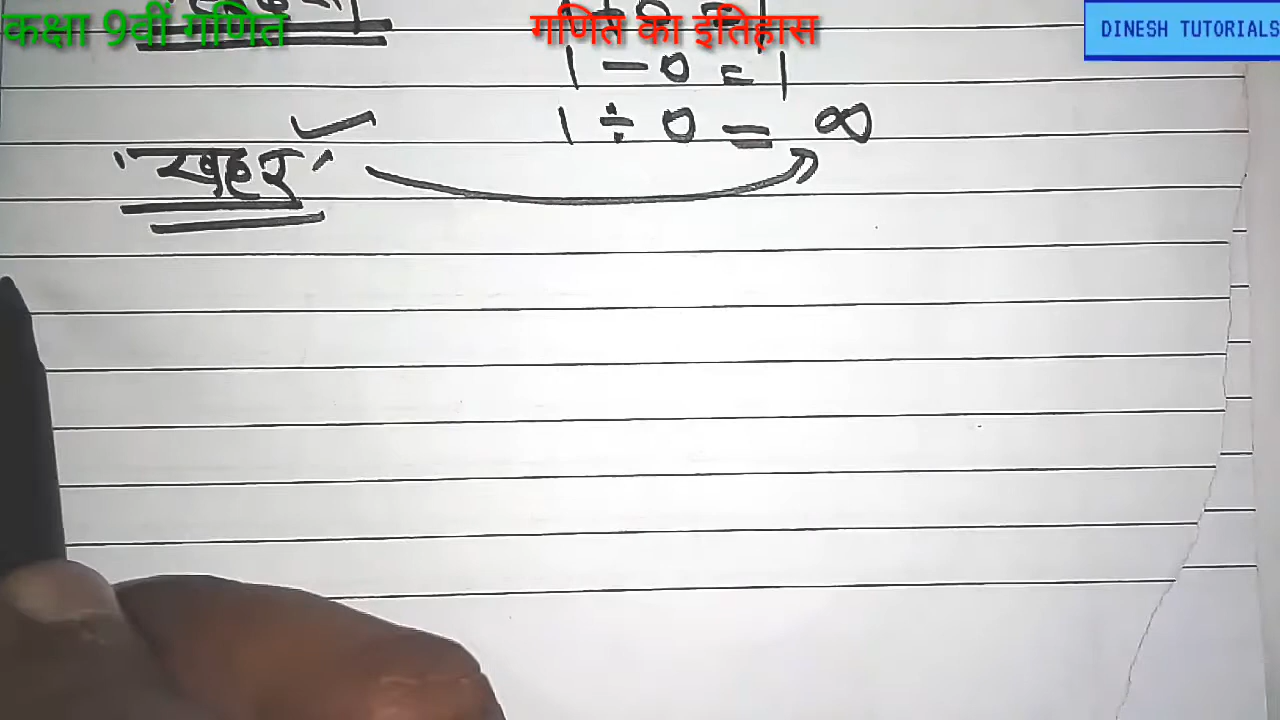 कक्षा 9वीं गणित
गणित का इतिहास
DINESH TUTORIALS
1 - 0 = 1
1 ÷ 0 = ∞
'खहर'